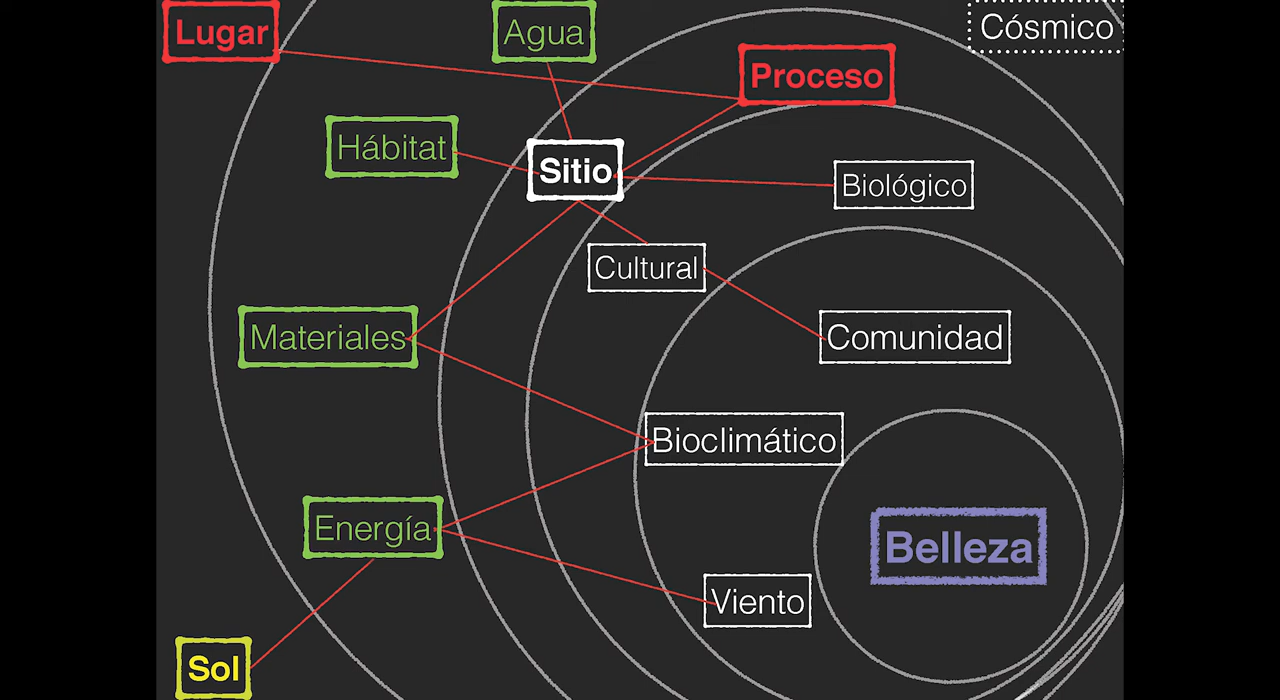 Lugar
Agua
Cósmico
Proceso
Hábitat
Sitio
Biológico
Cultural
Materiales
Comunidad
Bioclimático
Energía
Belleza
Viento
Sol